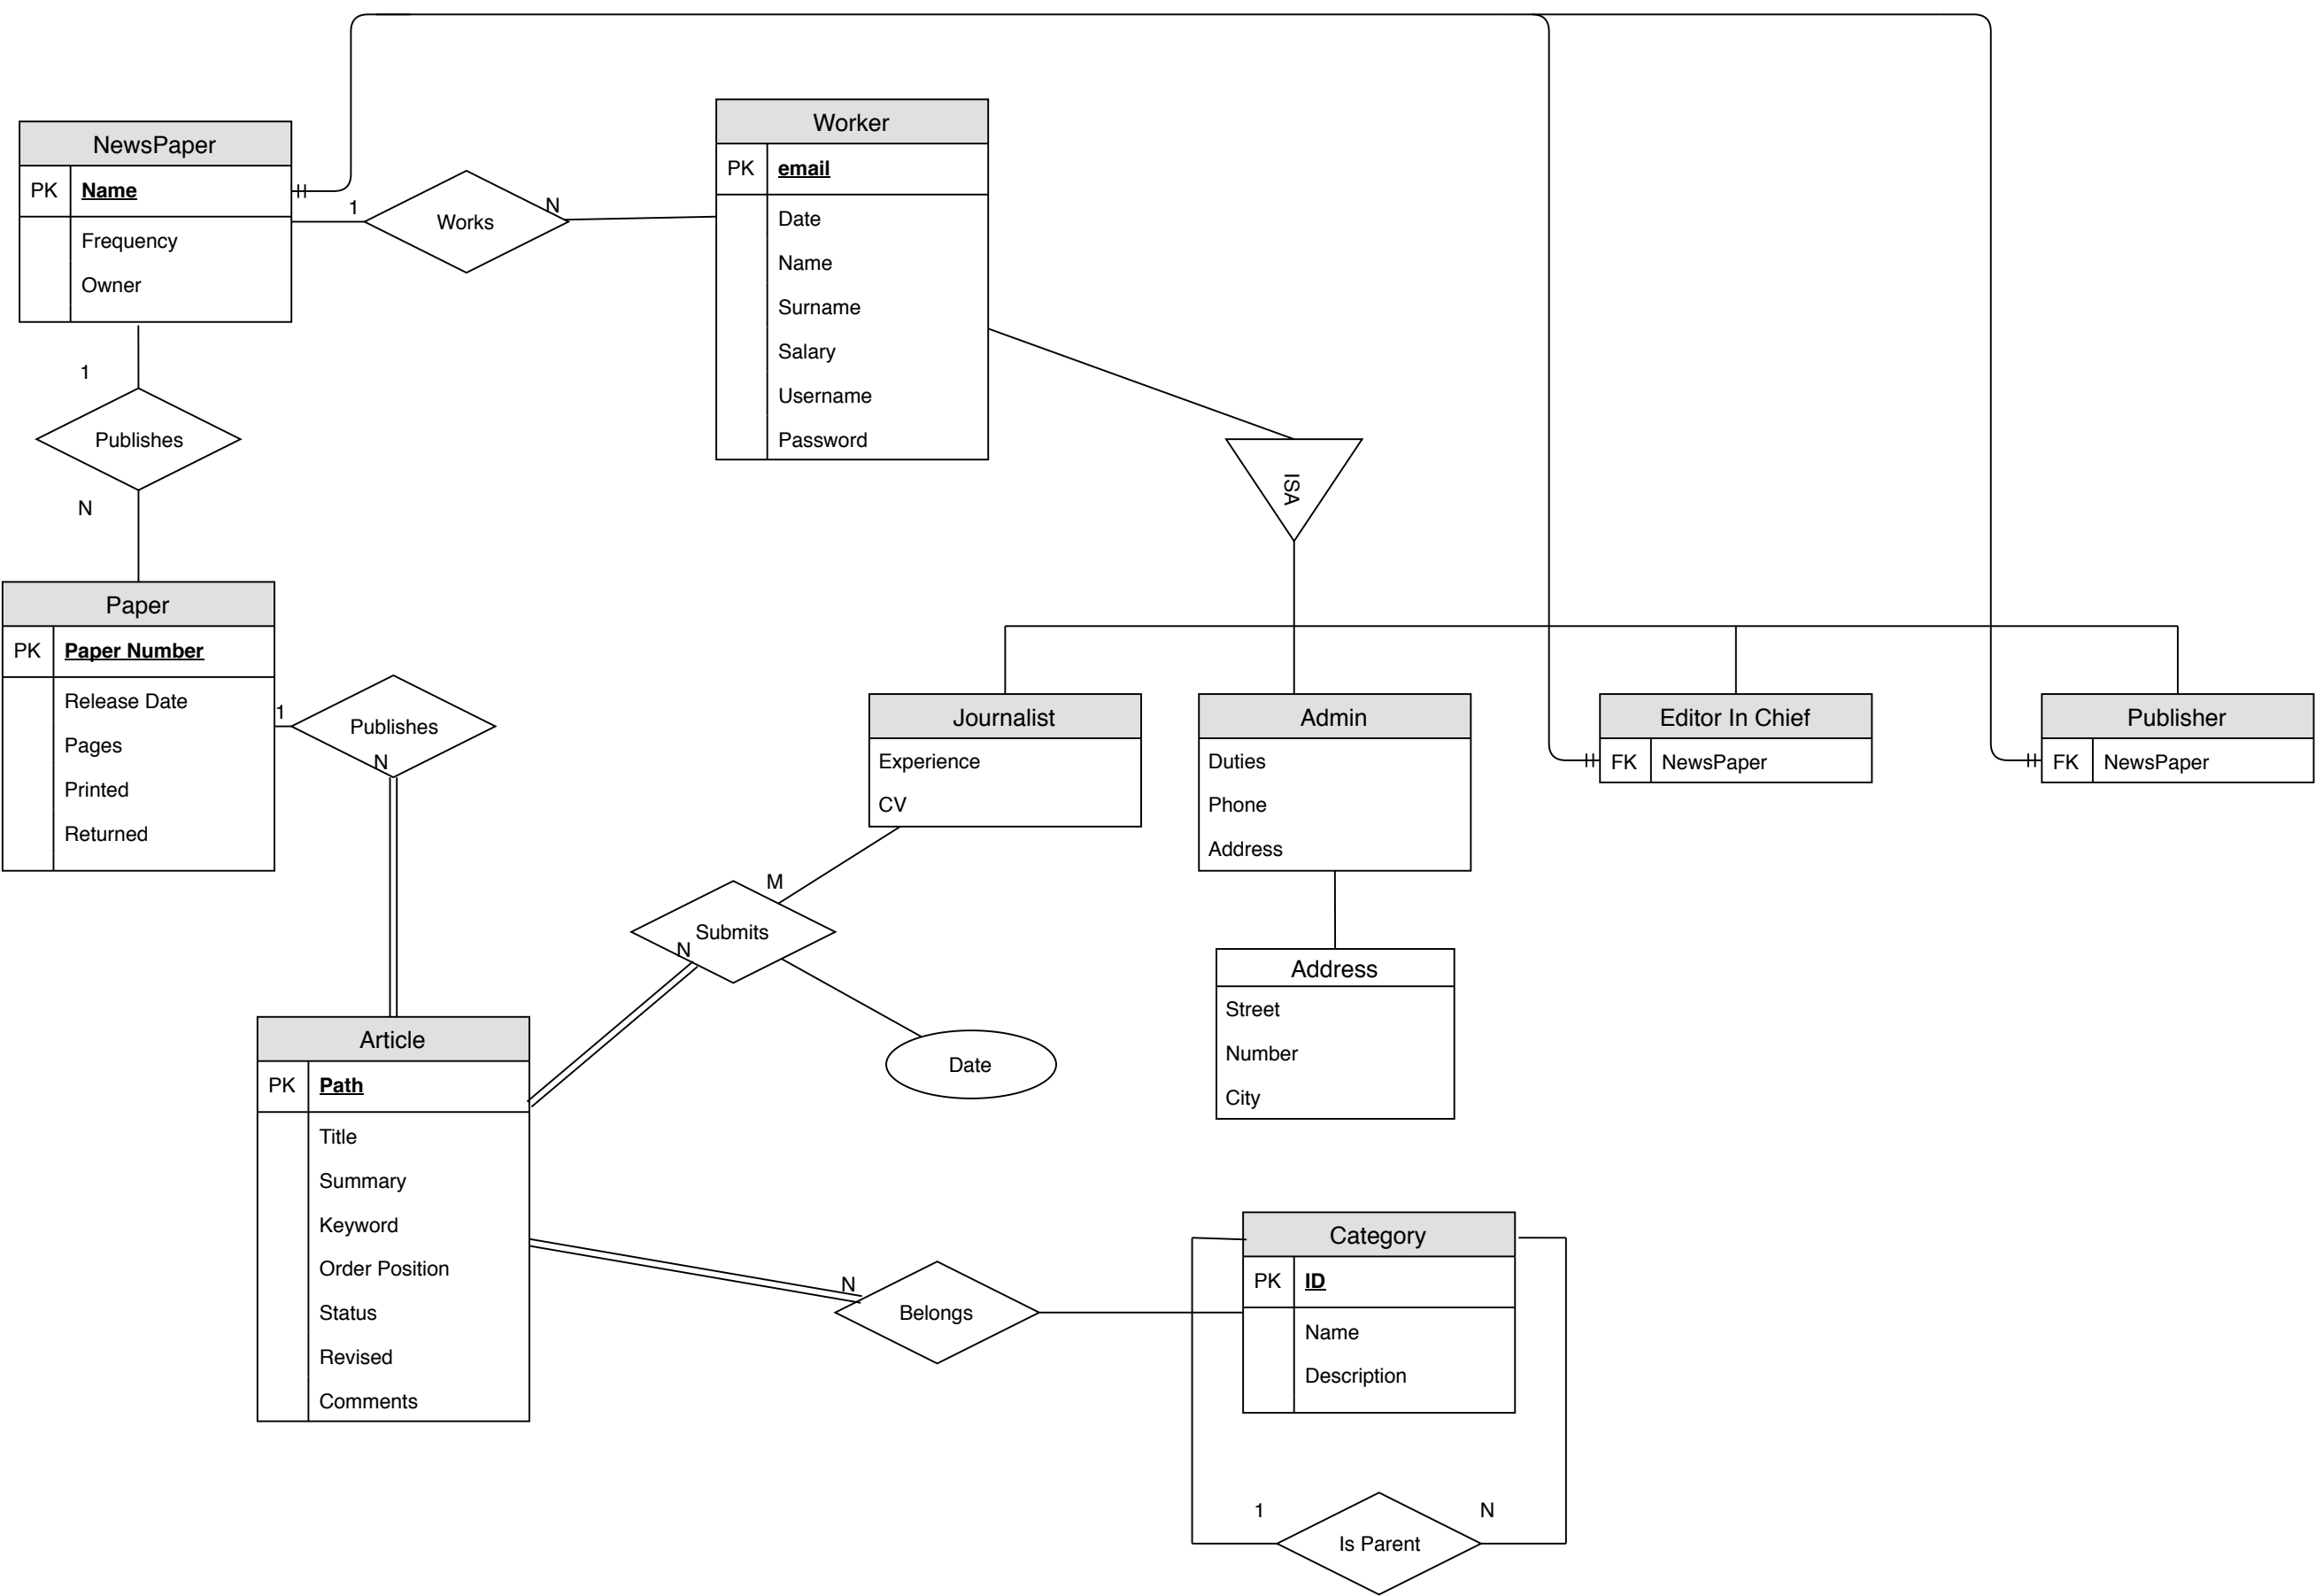 NewsPaper
PK Name
Frequency
Owner
1
Works
N
Worker
PK email
Date
Name
Surname
Salary
Username
Password
1
Publishes
N
ISA
Paper
PK Paper Number
Release Date
Pages
Printed
Returned
1
Publishes
N
Journalist
Experience
CV
Admin
Duties
Phone
Address
Editor In Chief
FK NewsPaper
Publisher
FK NewsPaper
M
Submits
N
Date
Address
Street
Number
City
Article
PK Path
Title
Summary
Keyword
Order Position
Status
Revised
Comments
N
Belongs
Category
PK ID
Name
Description
1
Is Parent
N